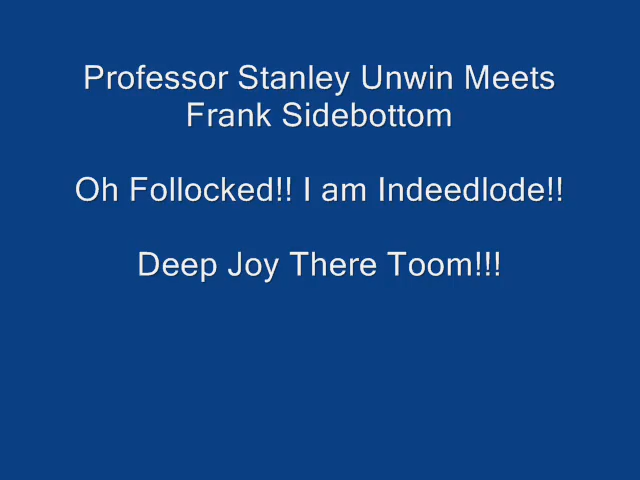 Professor Stanley Unwin Meets
Frank Sidebottom
Oh Follocked!! I am Indeedlode!!
Deep Joy There Toom!!!